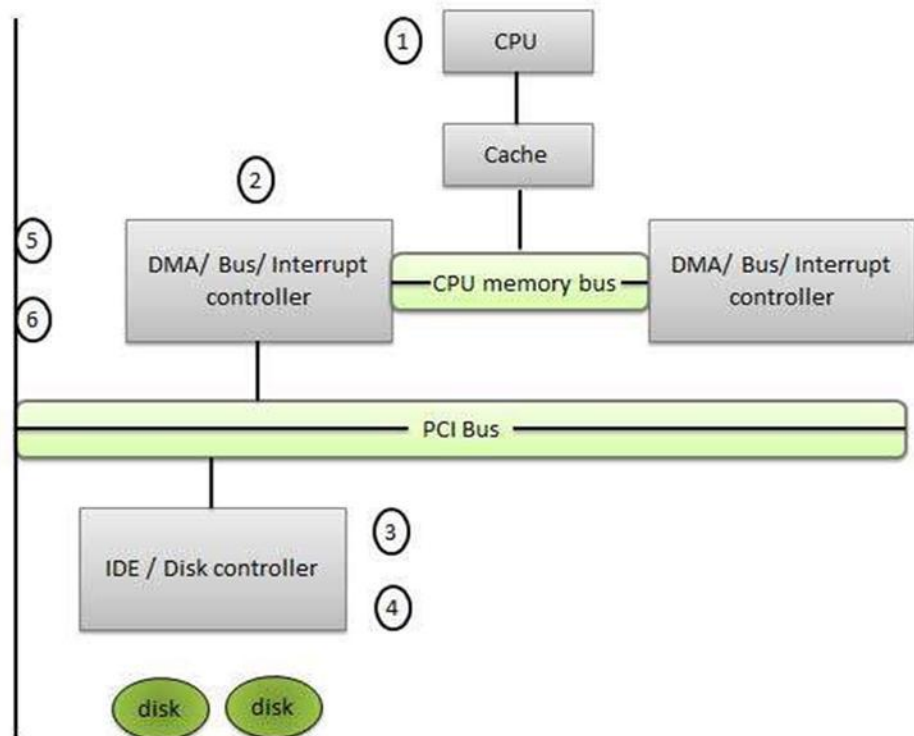 1
CPU
Cache
2
5
DMA/ Bus/ Interrupt
controller
CPU memory bus
DMA/ Bus/ Interrupt
controller
6
PCI Bus
IDE / Disk controller
3
4
disk
disk